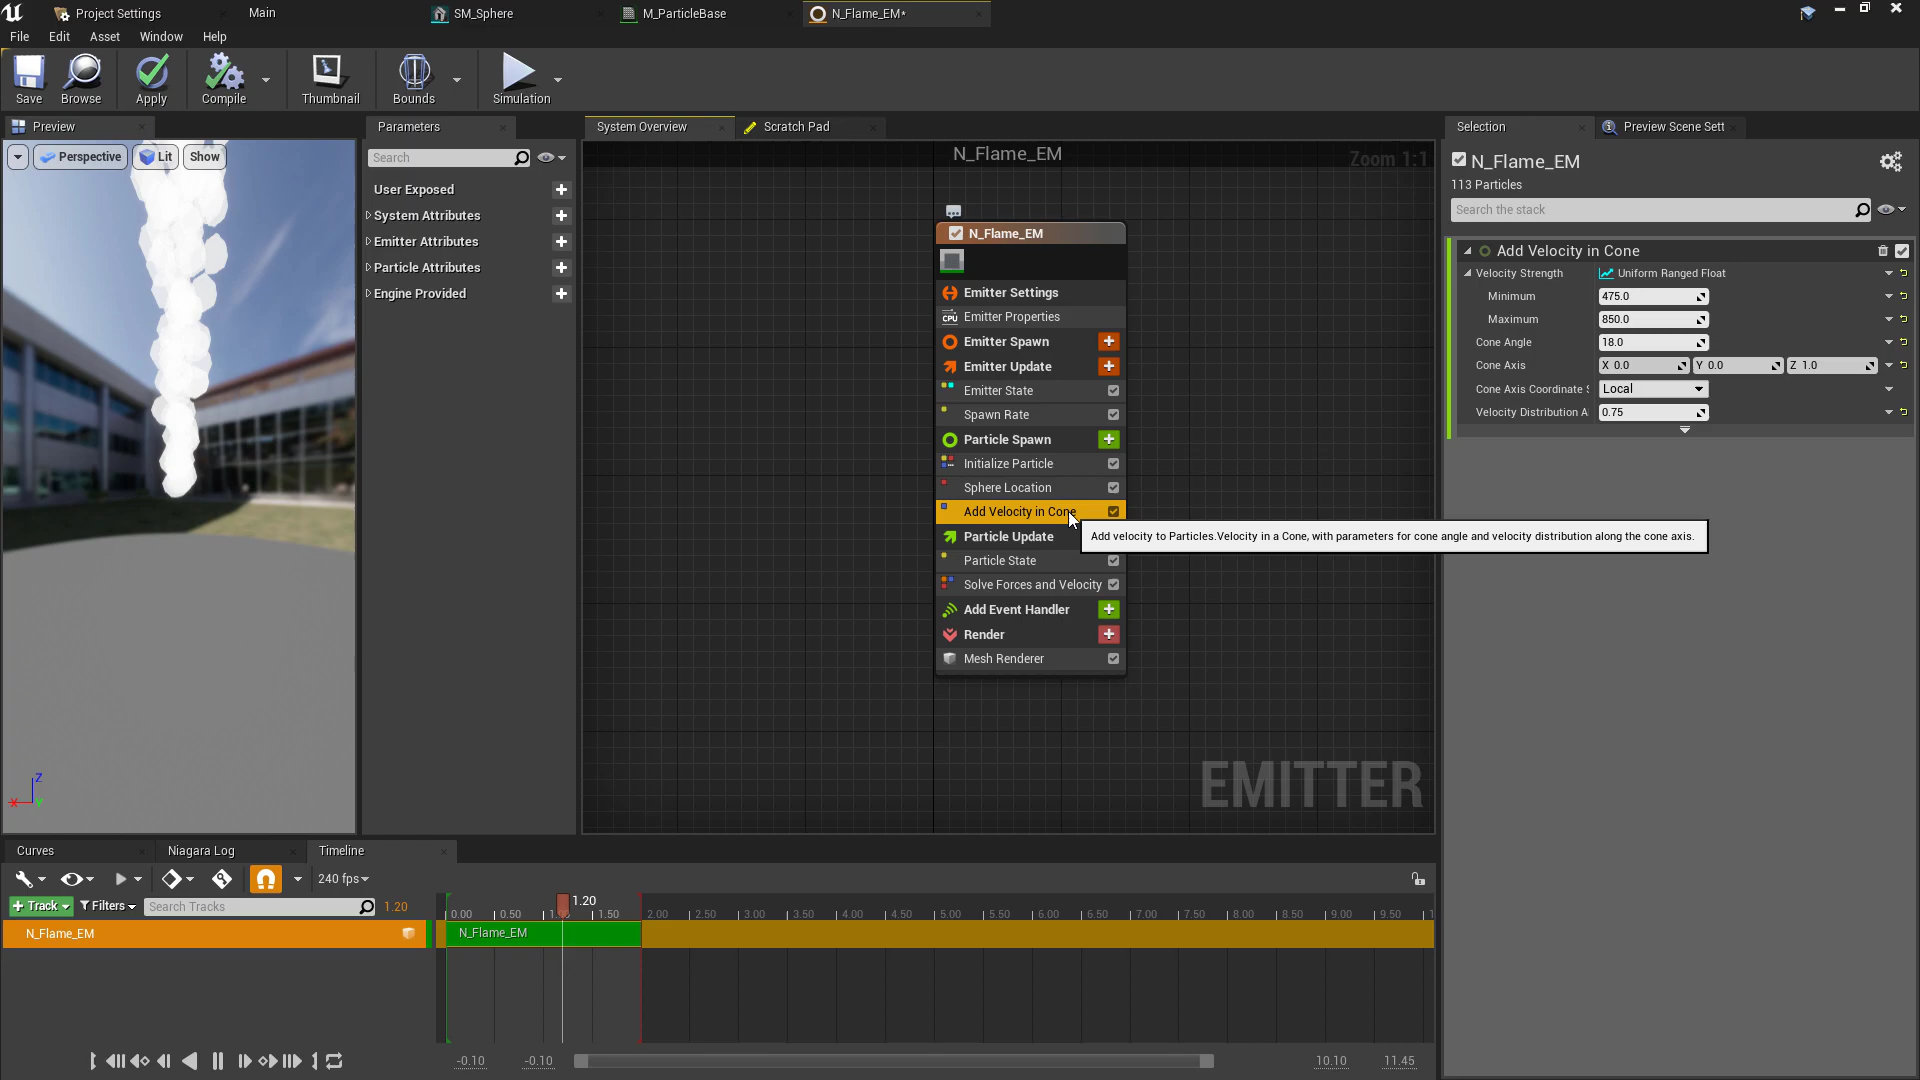 Project Settings
Main
SM_Sphere
M_ParticleBase
N_Flame_EM*
File Edit Asset Window Help
Save Browse Apply Compile Thumbnail Bounds Simulation
Preview
Perspective Lit Show
Z
X
Y
Parameters
Search
User Exposed
System Attributes
Emitter Attributes
Particle Attributes
Engine Provided
System Overview
Scratch Pad
N_Flame_EM
Zoom 1:1
N_Flame_EM
Emitter Settings
CPU Emitter Properties
Emitter Spawn
Emitter Update
Emitter State
Spawn Rate
Particle Spawn
Initialize Particle
Sphere Location
Add Velocity in Cone
Particle Update
Particle State
Solve Forces and Velocity
Add Event Handler
Render
Mesh Renderer
Add velocity to Particles.Velocity in a Cone, with parameters for cone angle and velocity distribution along the cone axis.
EMITTER
Selection
Preview Scene Sett
N_Flame_EM
113 Particles
Search the stack
Add Velocity in Cone
Velocity Strength Uniform Ranged Float
Minimum 475.0
Maximum 850.0
Cone Angle 18.0
Cone Axis X 0.0 Y 0.0 Z 1.0
Cone Axis Coordinate S Local
Velocity Distribution A 0.75
Curves
Niagara Log
Timeline
240 fps
+ Track Filters Search Tracks 1.20
N_Flame_EM
1.20
0.00 0.50 1.50 2.00 2.50 3.00 3.50 4.00 4.50 5.00 5.50 6.00 6.50 7.00 7.50 8.00 8.50 9.00 9.50
N_Flame_EM
-0.10 -0.10 10.10 11.45